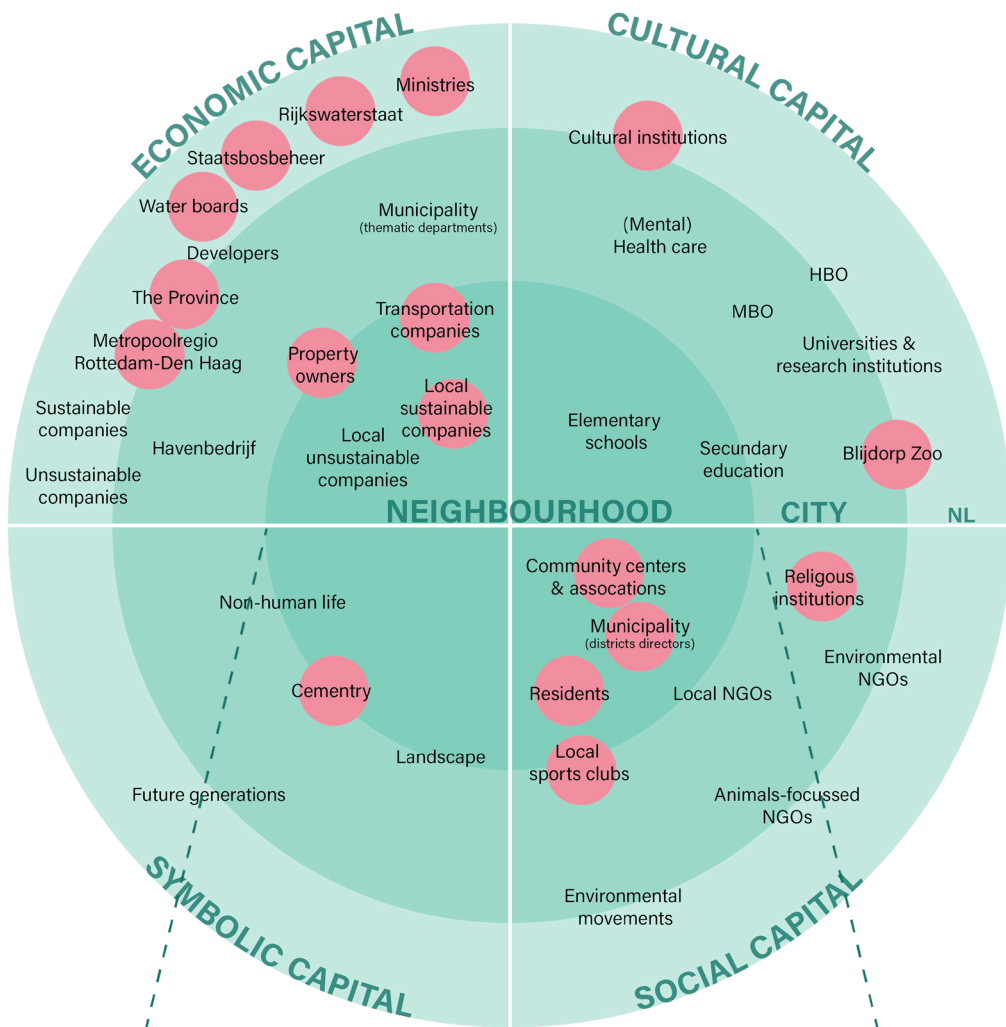 ECONOMIC CAPITAL
CULTURAL CAPITAL
Ministries
Rijkswaterstaat
Staatsbosbeheer
Water boards
Developers
The Province
Metropoolregio
Rottedam-Den Haag
Municipality
(thematic departments)
Transportation
companies
Property
owners
Local
sustainable
companies
Local
unsustainable
companies
Sustainable
companies
Havenbedrijf
Unsustainable
companies
Cultural institutions
(Mental)
Health care
HBO
MBO
Universities &
research institutions
Elementary
schools
Secundary
education
Blijdorp Zoo
NEIGHBOURHOOD
CITY
NL
Non-human life
Cementry
Landscape
Future generations
Community centers
& assocations
Municipality
(districts directors)
Residents
Local NGOs
Local
sports clubs
Religous
institutions
Environmental
NGOs
Animals-focussed
NGOs
Environmental
movements
SYMBOLIC CAPITAL
SOCIAL CAPITAL